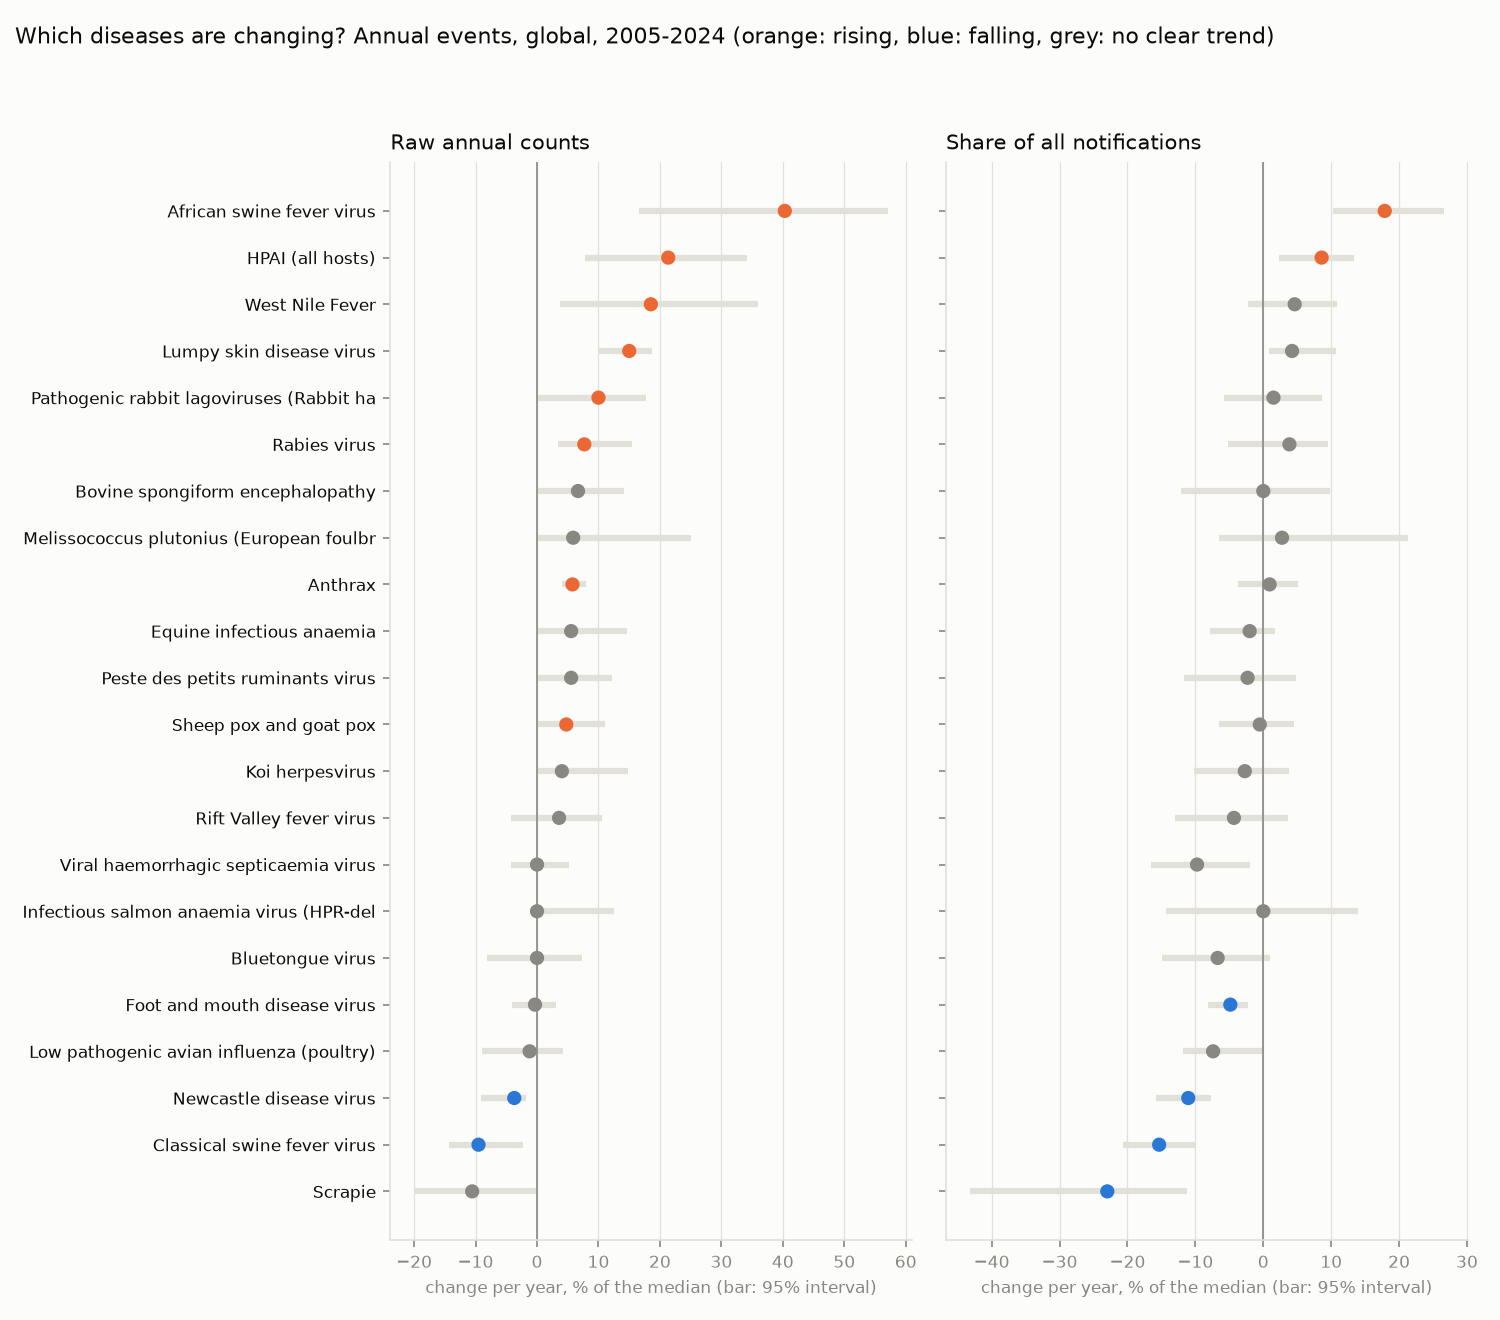 Which diseases are changing? Annual events, global, 2005-2024 (orange: rising, blue: falling, grey: no clear trend)
Raw annual counts
Share of all notifications
African swine fever virus
HPAI (all hosts)
West Nile Fever
Lumpy skin disease virus
Pathogenic rabbit lagoviruses (Rabbit ha
Rabies virus
Bovine spongiform encephalopathy
Melissococcus plutonius (European foulbr
Anthrax
Equine infectious anaemia
Peste des petits ruminants virus
Sheep pox and goat pox
Koi herpesvirus
Rift Valley fever virus
Viral haemorrhagic septicaemia virus
Infectious salmon anaemia virus (HPR-del
Bluetongue virus
Foot and mouth disease virus
Low pathogenic avian influenza (poultry)
Newcastle disease virus
Classical swine fever virus
Scrapie
−20 −10 0 10 20 30 40 50 60
−40 −30 −20 −10 0 10 20 30
change per year, % of the median (bar: 95% interval)
change per year, % of the median (bar: 95% interval)